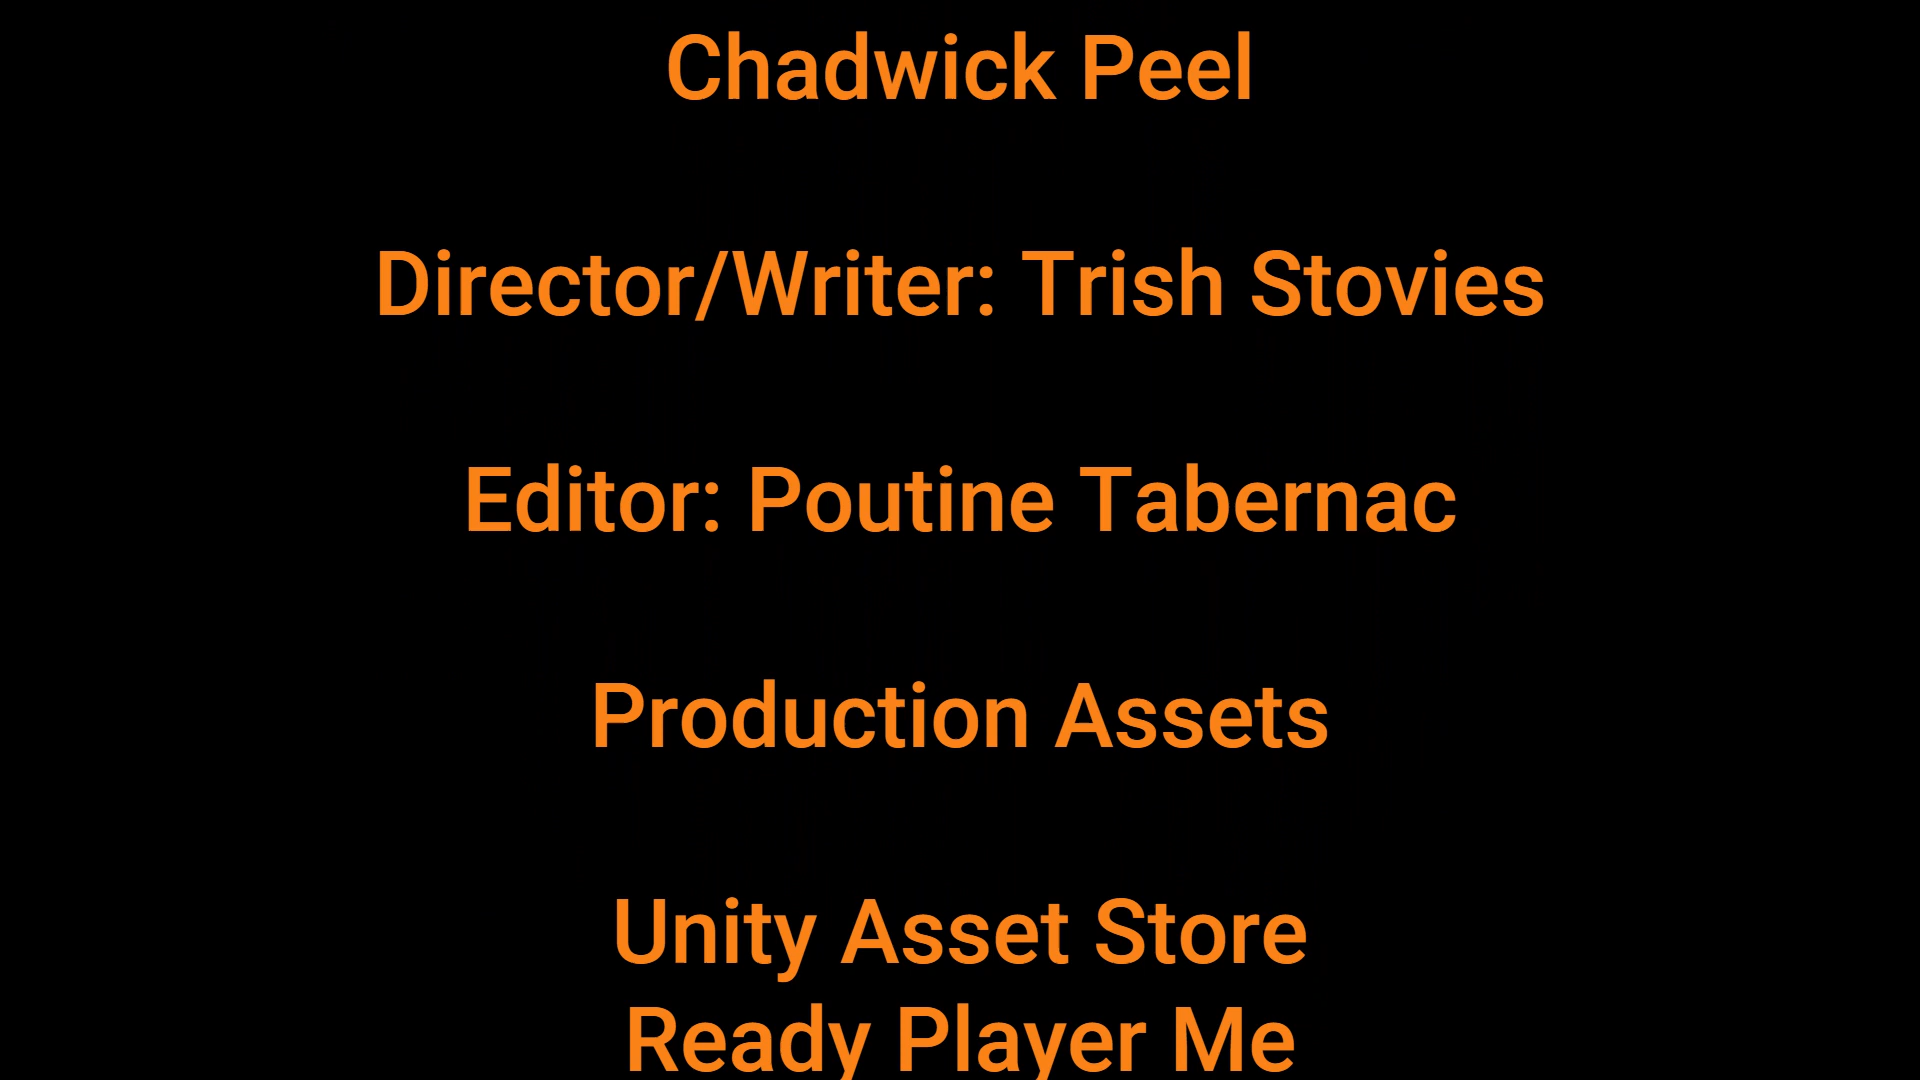 Chadwick Peel
Director/Writer: Trish Stovies
Editor: Poutine Tabernac
Production Assets
Unity Asset Store
Ready Player Me